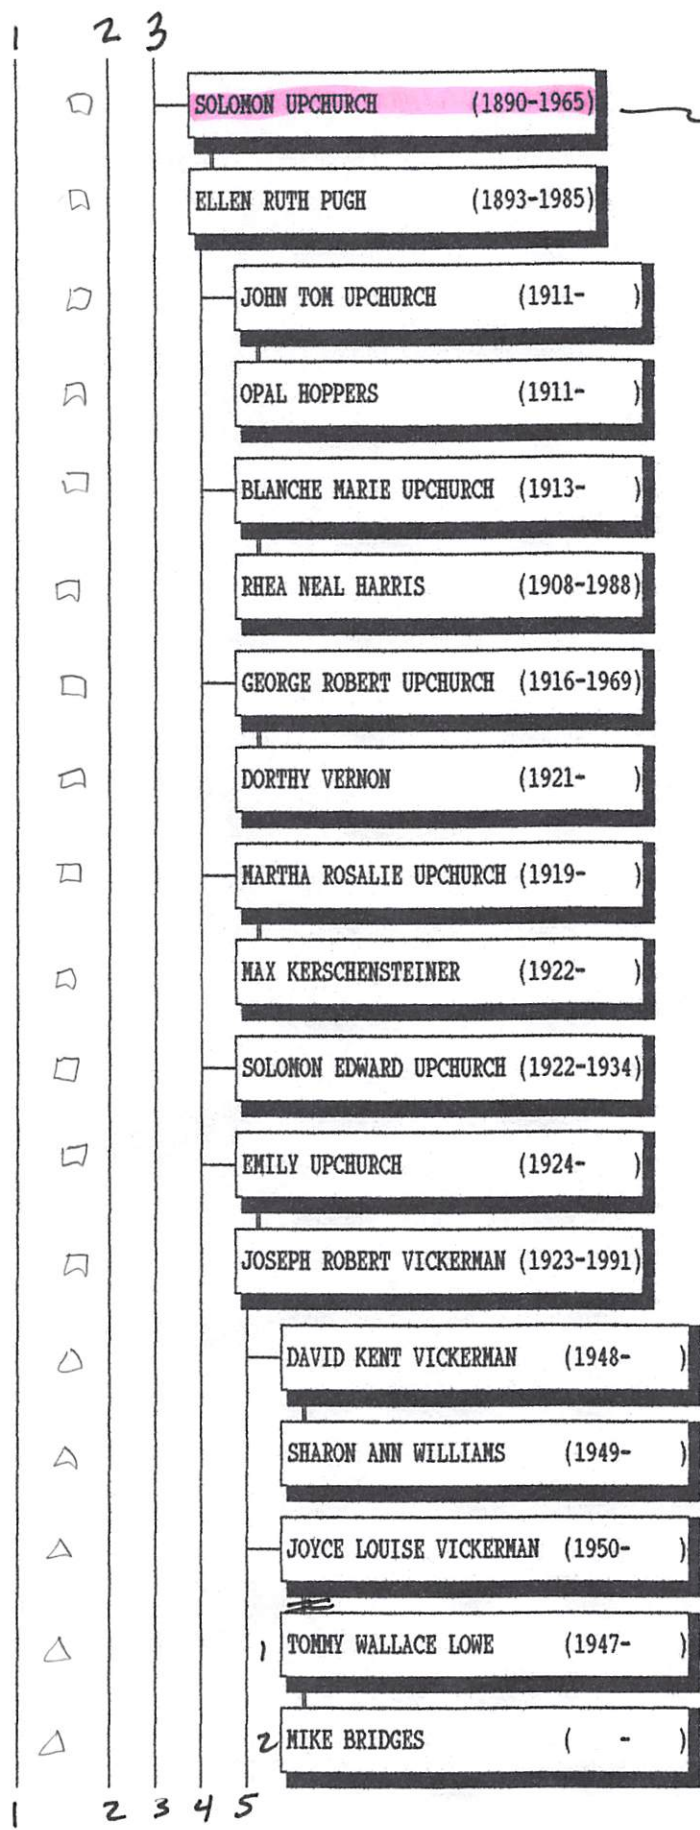 1 2 3
SOLOMON UPCHURCH (1890-1965)
ELLEN RUTH PUGH (1893-1985)
JOHN TOM UPCHURCH (1911- )
OPAL HOPPERS (1911- )
BLANCHE MARIE UPCHURCH (1913- )
RHEA NEAL HARRIS (1908-1988)
GEORGE ROBERT UPCHURCH (1916-1969)
DORTHY VERNON (1921- )
MARTHA ROSALIE UPCHURCH (1919- )
MAX KERSCHENSTEINER (1922- )
SOLOMON EDWARD UPCHURCH (1922-1934)
EMILY UPCHURCH (1924- )
JOSEPH ROBERT VICKERMAN (1923-1991)
DAVID KENT VICKERMAN (1948- )
SHARON ANN WILLIAMS (1949- )
JOYCE LOUISE VICKERMAN (1950- )
1 TOMMY WALLACE LOWE (1947- )
2 MIKE BRIDGES ( - )
1 2 3 4 5